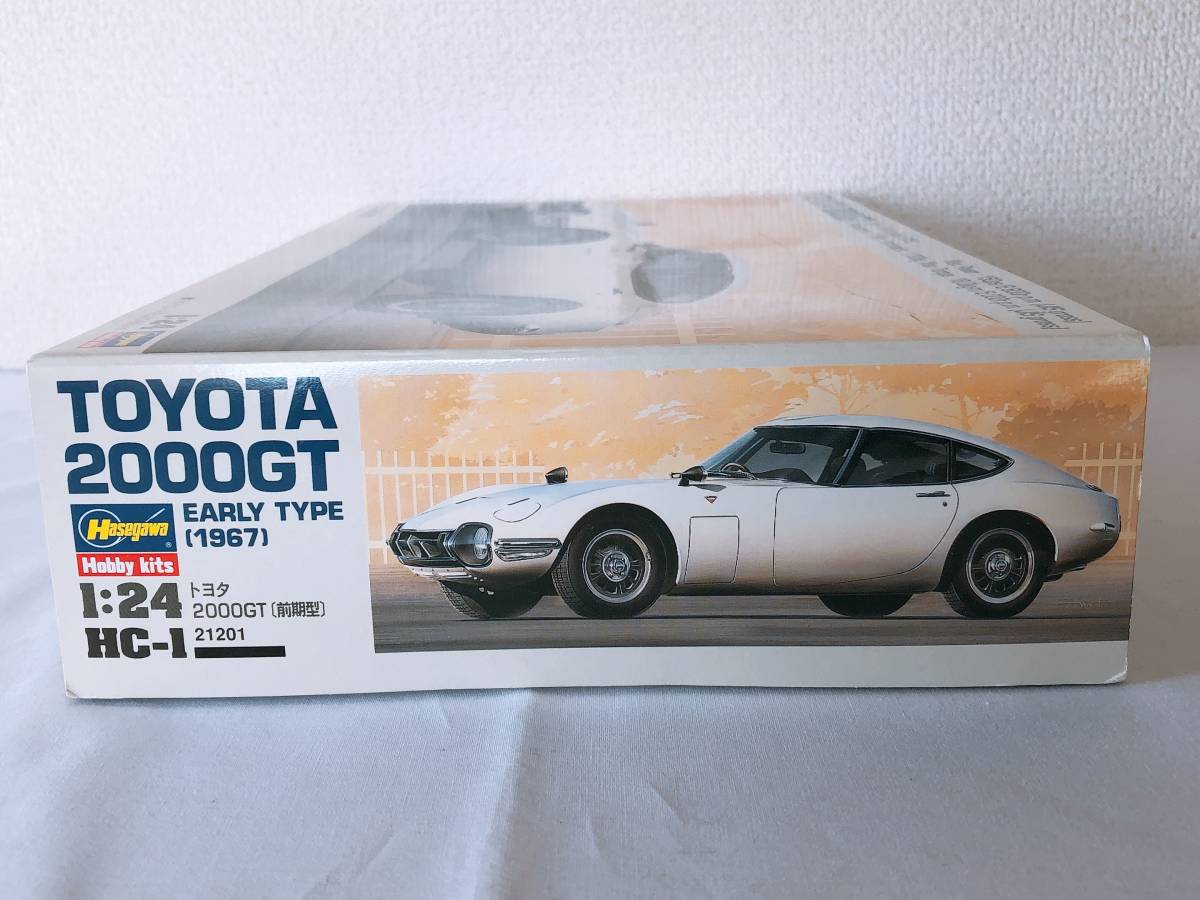 TOYOTA
2000GT
EARLY TYPE
(1967)
Hasegawa
Hobby kits
1:24
トヨタ
2000GT〔前期型〕
HC-1
21201